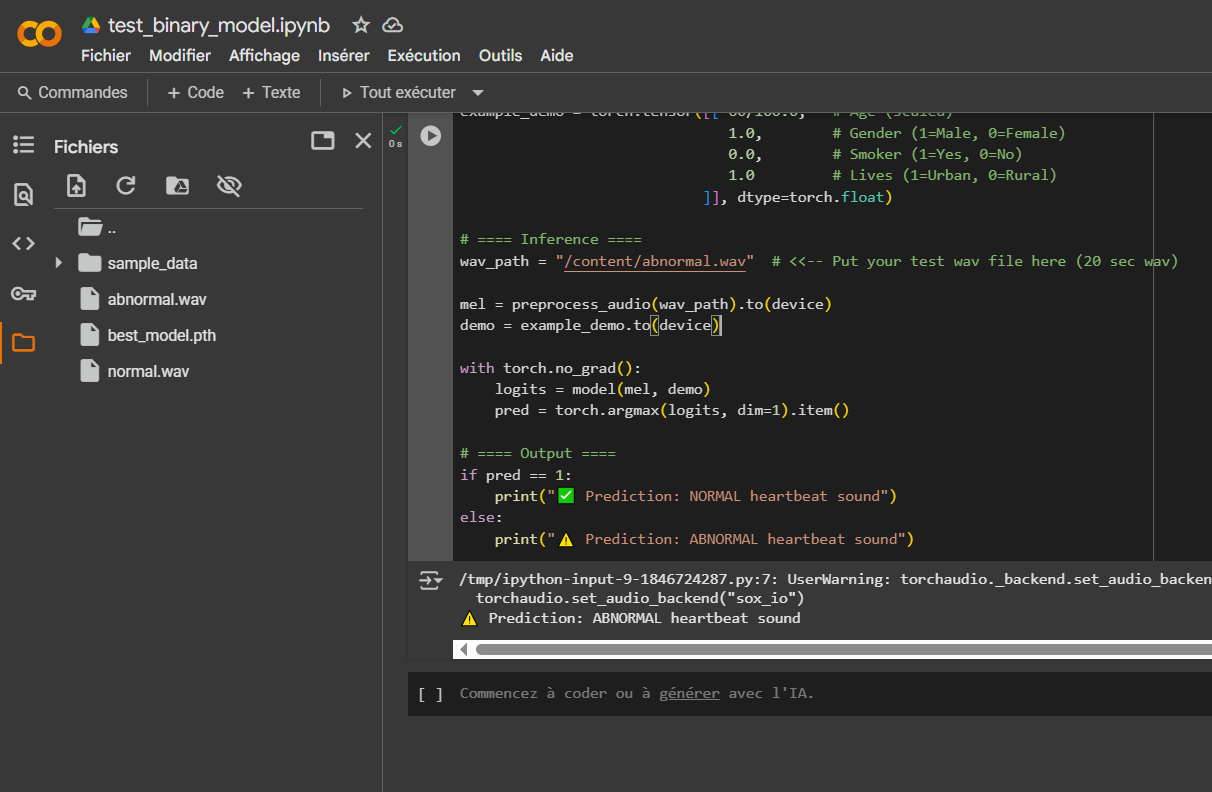 test_binary_model.ipynb
Fichier Modifier Affichage Insérer Exécution Outils Aide
Commandes + Code + Texte Tout exécuter
Fichiers
..
sample_data
abnormal.wav
best_model.pth
normal.wav
0 s
example_demo = torch.tensor([[ 60/100.0, # Age (scaled)
1.0, # Gender (1=Male, 0=Female)
0.0, # Smoker (1=Yes, 0=No)
1.0 # Lives (1=Urban, 0=Rural)
]], dtype=torch.float)
# ==== Inference ====
wav_path = "/content/abnormal.wav" # <<-- Put your test wav file here (20 sec wav)
mel = preprocess_audio(wav_path).to(device)
demo = example_demo.to(device)
with torch.no_grad():
logits = model(mel, demo)
pred = torch.argmax(logits, dim=1).item()
# ==== Output ====
if pred == 1:
print("✅ Prediction: NORMAL heartbeat sound")
else:
print("⚠️ Prediction: ABNORMAL heartbeat sound")
/tmp/ipython-input-9-1846724287.py:7: UserWarning: torchaudio._backend.set_audio_backen
torchaudio.set_audio_backend("sox_io")
⚠️ Prediction: ABNORMAL heartbeat sound
[ ] Commencez à coder ou à générer avec l'IA.